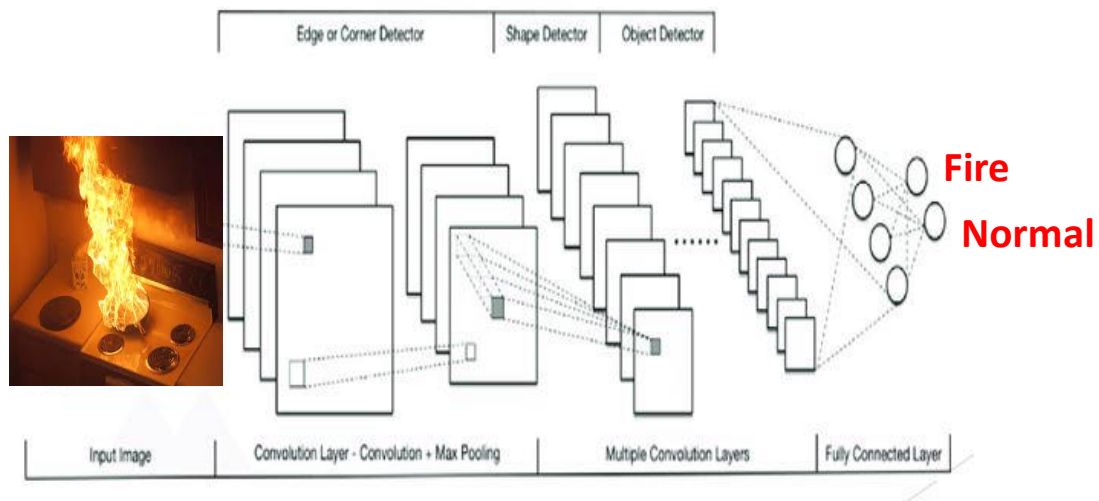 Edge or Corner Detector
Shape Detector
Object Detector
Fire
Normal
Input Image
Convolution Layer - Convolution + Max Pooling
Multiple Convolution Layers
Fully Connected Layer